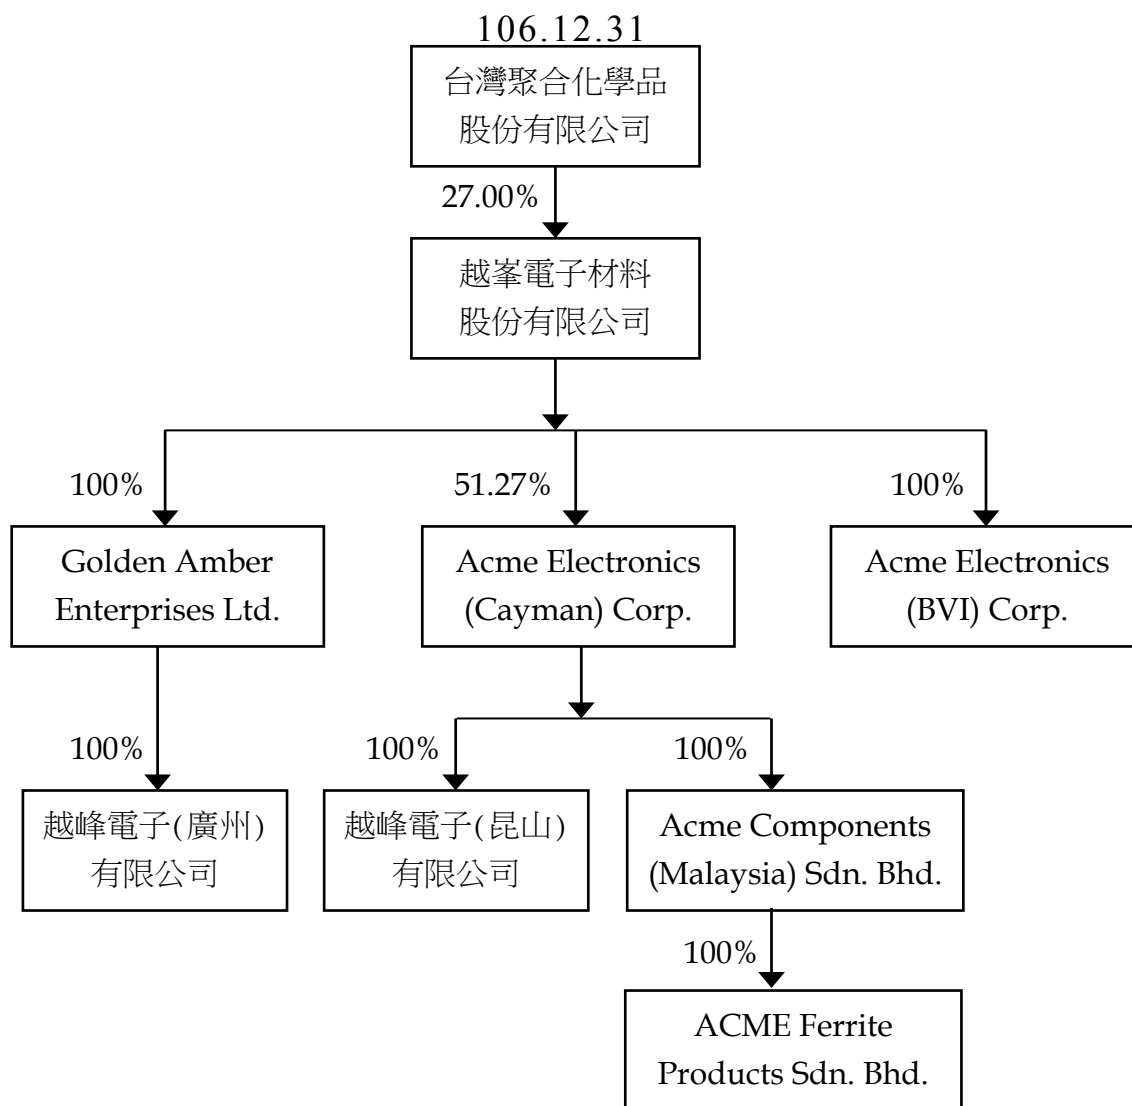 106.12.31
台灣聚合化學品
股份有限公司
27.00%
越峯電子材料
股份有限公司
100%
51.27%
100%
Golden Amber
Enterprises Ltd.
Acme Electronics
(Cayman) Corp.
Acme Electronics
(BVI) Corp.
100%
100%
100%
越峰電子(廣州)
有限公司
越峰電子(昆山)
有限公司
Acme Components
(Malaysia) Sdn. Bhd.
100%
ACME Ferrite
Products Sdn. Bhd.